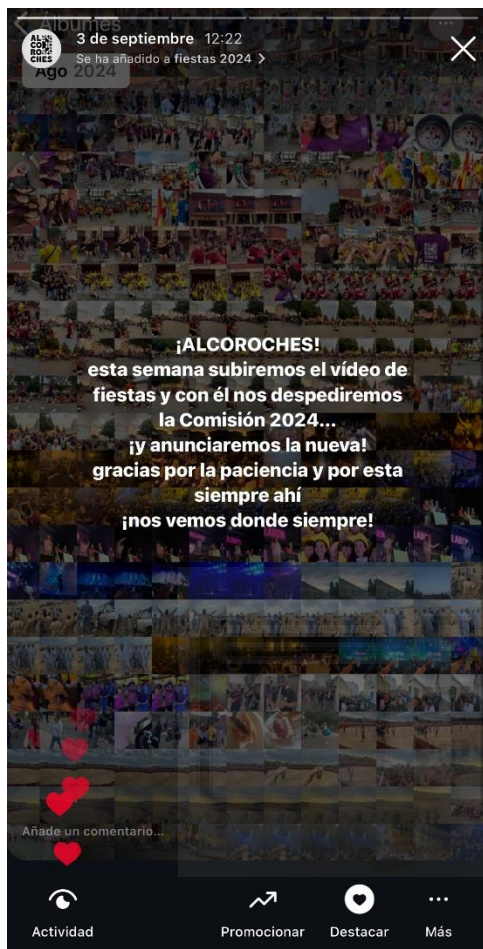 Álbumes
3 de septiembre 12:22
Se ha añadido a fiestas 2024 >
AL
CO
RO
CHES
Ago 2024
¡ALCOROCHES!
esta semana subiremos el vídeo de
fiestas y con él nos despediremos
la Comisión 2024...
¡y anunciaremos la nueva!
gracias por la paciencia y por esta
siempre ahí
¡nos vemos donde siempre!
Añade un comentario...
Actividad
Promocionar
Destacar
Más